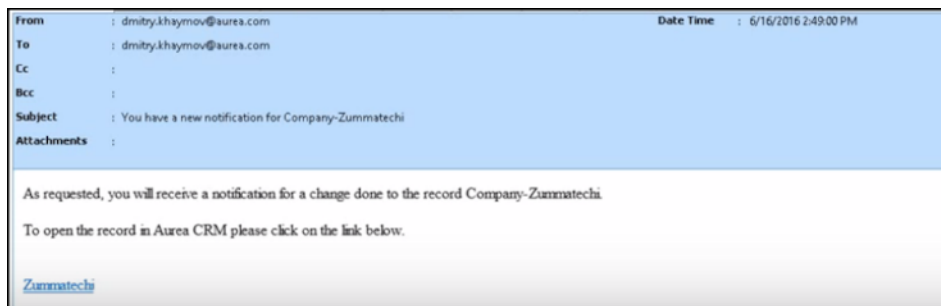 From : dmitry.khaymov@aurea.com Date Time : 6/16/2016 2:49:00 PM
To : dmitry.khaymov@aurea.com
Cc :
Bcc :
Subject : You have a new notification for Company-Zummatechi
Attachments :
As requested, you will receive a notification for a change done to the record Company-Zummatechi.
To open the record in Aurea CRM please click on the link below.
Zummatechi